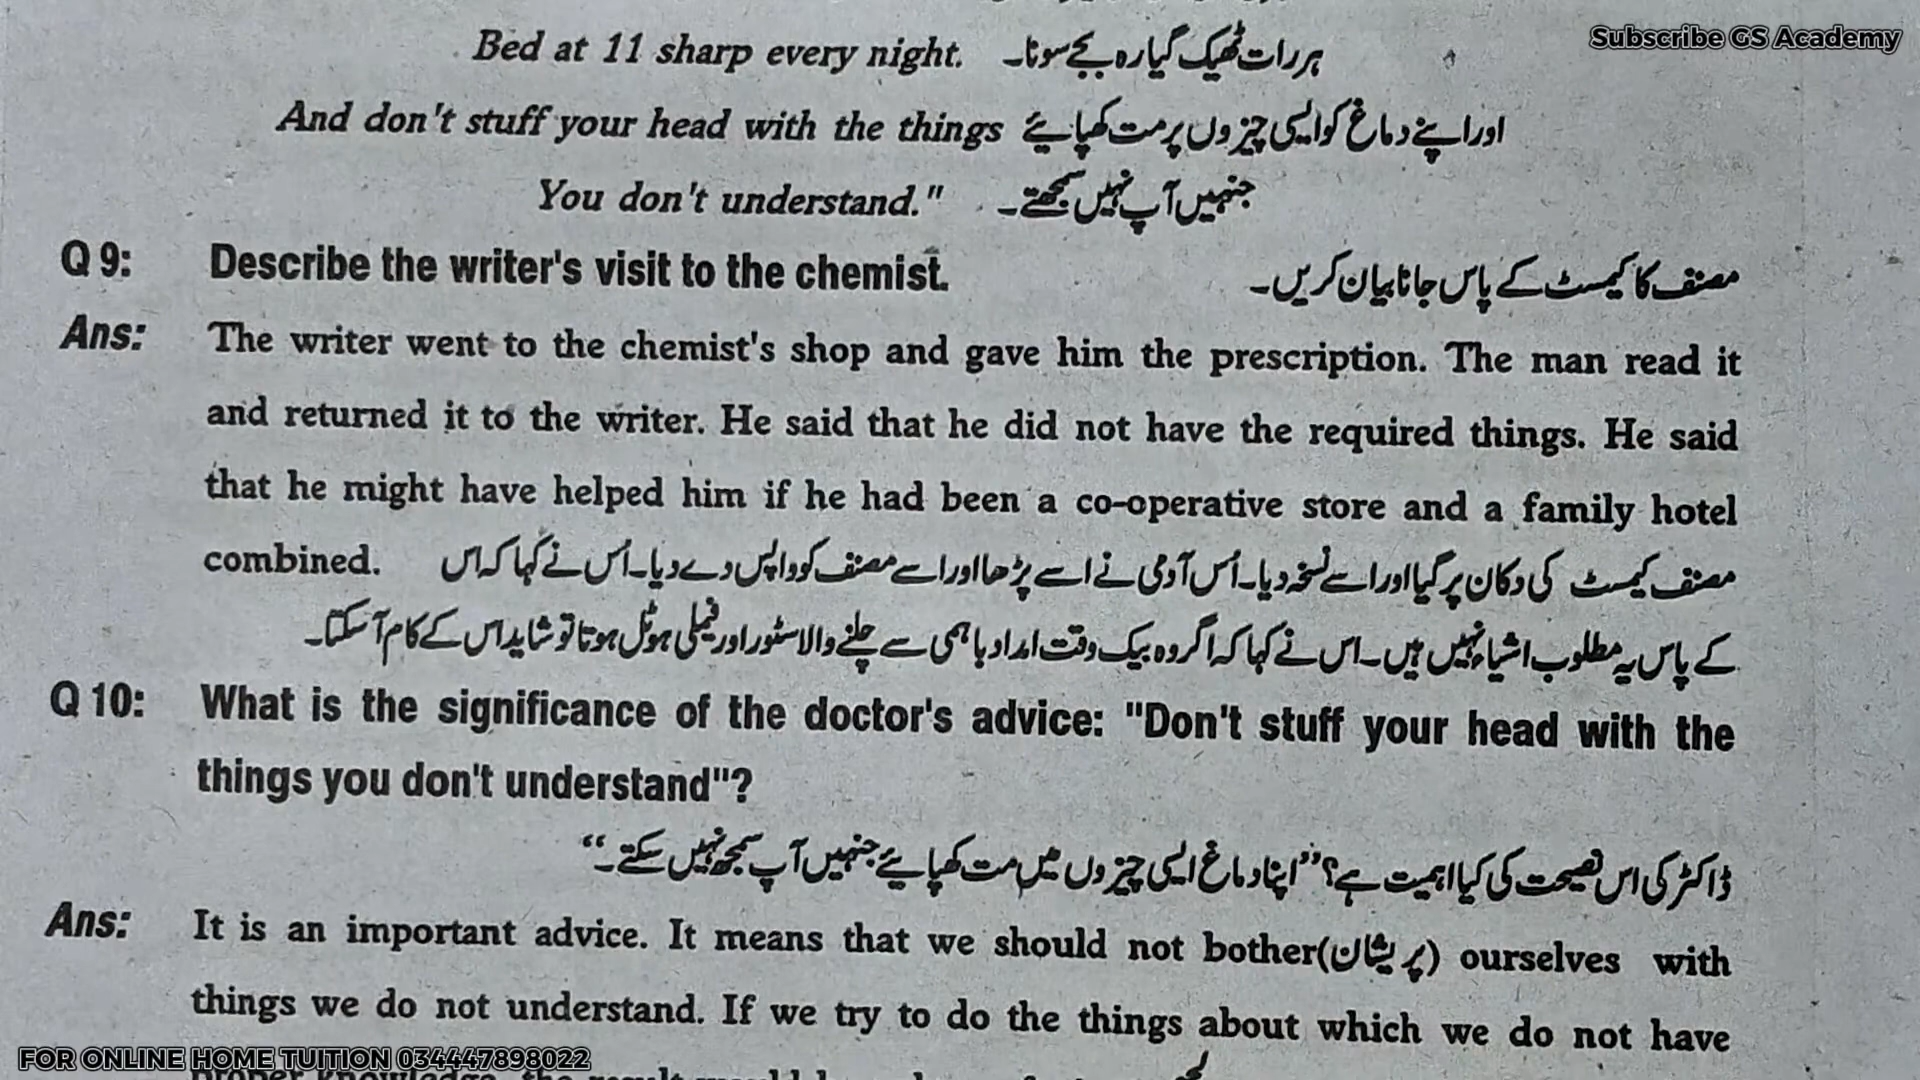 Subscribe GS Academy
Bed at 11 sharp every night. ہر رات ٹھیک گیارہ بجے سونا۔
And don't stuff your head with the things اور اپنے دماغ کو ایسی چیزوں پر مت کھپایئے
You don't understand." جنہیں آپ نہیں سمجھتے۔
Q 9: Describe the writer's visit to the chemist. مصنف کا کیمسٹ کے پاس جانا بیان کریں۔
Ans: The writer went to the chemist's shop and gave him the prescription. The man read it
and returned it to the writer. He said that he did not have the required things. He said
that he might have helped him if he had been a co-operative store and a family hotel
combined. مصنف کیمسٹ کی دکان پر گیا اور اسے نسخہ دیا۔ اُس آدمی نے اسے پڑھا اور اسے مصنف کو واپس دے دیا۔ اُس نے کہا کہ اس
کے پاس یہ مطلوب اشیاء نہیں ہیں۔ اس نے کہا کہ اگر وہ بیک وقت امداد باہمی سے چلنے والا سٹور اور فیملی ہوٹل ہوتا تو شاید اس کے کام آ سکتا۔
Q 10: What is the significance of the doctor's advice: "Don't stuff your head with the
things you don't understand"?
ڈاکٹر کی اس نصیحت کی کیا اہمیت ہے؟ "اپنا دماغ ایسی چیزوں میں مت کھپایئے جنہیں آپ سمجھ نہیں سکتے۔"
Ans: It is an important advice. It means that we should not bother(پریشان) ourselves with
things we do not understand. If we try to do the things about which we do not have
FOR ONLINE HOME TUITION 034447898022